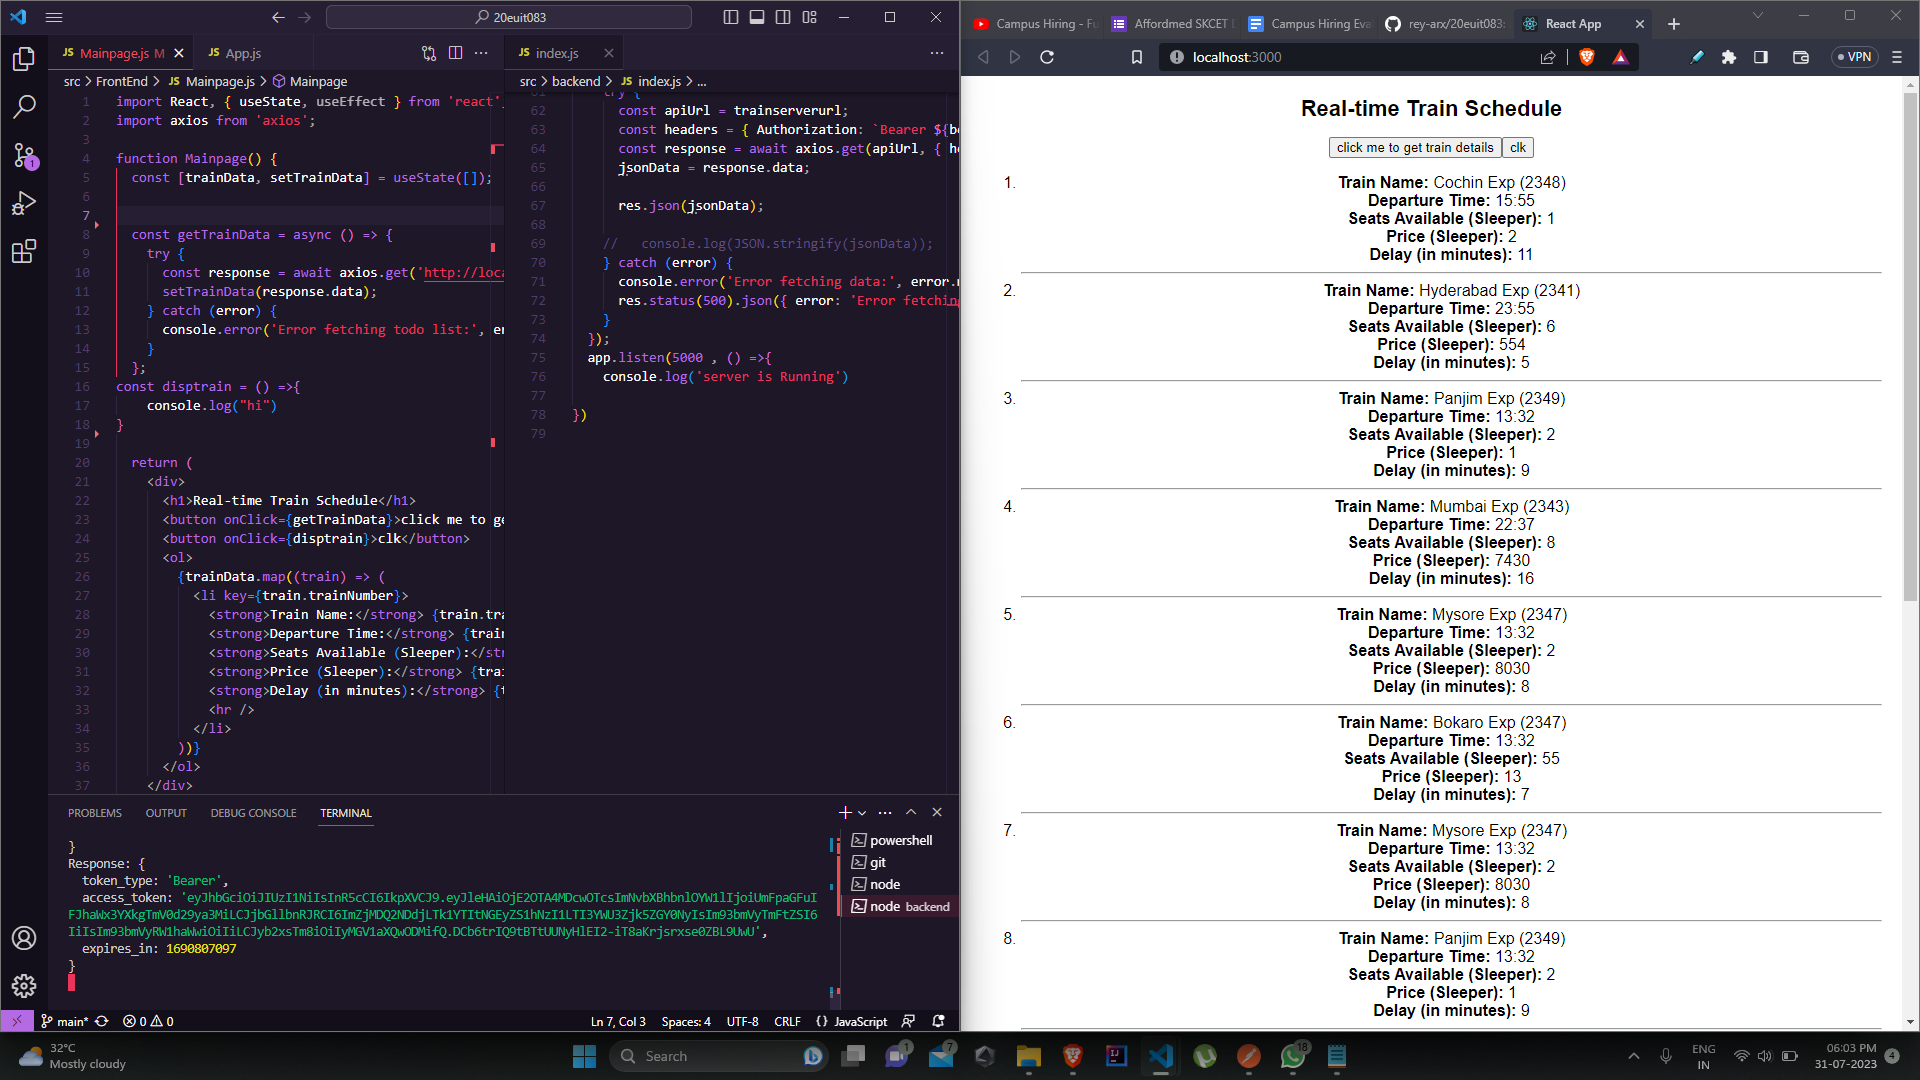 20euit083
JS Mainpage.js M
JS App.js
src > FrontEnd > JS Mainpage.js > Mainpage
1 import React, { useState, useEffect } from 'react'
2 import axios from 'axios';
3
4 function Mainpage() {
5 const [trainData, setTrainData] = useState([]);
6
7
8 const getTrainData = async () => {
9 try {
10 const response = await axios.get('http://loca
11 setTrainData(response.data);
12 } catch (error) {
13 console.error('Error fetching todo list:', er
14 }
15 };
16 const disptrain = () =>{
17 console.log("hi")
18 }
19
20 return (
21 <div>
22 <h1>Real-time Train Schedule</h1>
23 <button onClick={getTrainData}>click me to ge
24 <button onClick={disptrain}>clk</button>
25 <ol>
26 {trainData.map((train) => (
27 <li key={train.trainNumber}>
28 <strong>Train Name:</strong> {train.tra
29 <strong>Departure Time:</strong> {train
30 <strong>Seats Available (Sleeper):</str
31 <strong>Price (Sleeper):</strong> {trai
32 <strong>Delay (in minutes):</strong> {t
33 <hr />
34 </li>
35 ))}
36 </ol>
37 </div>
JS index.js
src > backend > JS index.js > ...
61 try {
62 const apiUrl = trainserverurl;
63 const headers = { Authorization: `Bearer ${be
64 const response = await axios.get(apiUrl, { he
65 jsonData = response.data;
66
67 res.json(jsonData);
68
69 // console.log(JSON.stringify(jsonData));
70 } catch (error) {
71 console.error('Error fetching data:', error.m
72 res.status(500).json({ error: 'Error fetching
73 }
74 });
75 app.listen(5000 , () =>{
76 console.log('server is Running')
77
78 })
79
PROBLEMS OUTPUT DEBUG CONSOLE TERMINAL
}
Response: {
token_type: 'Bearer',
expires_in: 1690807097
}
powershell
git
node
node backend
main* 0 0
Ln 7, Col 3 Spaces: 4 UTF-8 CRLF {} JavaScript
Campus Hiring - Fu
Affordmed SKCET
Campus Hiring Eva
rey-arx/20euit083:
React App
localhost:3000
VPN
Real-time Train Schedule
click me to get train details clk
1. Train Name: Cochin Exp (2348)
Departure Time: 15:55
Seats Available (Sleeper): 1
Price (Sleeper): 2
Delay (in minutes): 11
2. Train Name: Hyderabad Exp (2341)
Departure Time: 23:55
Seats Available (Sleeper): 6
Price (Sleeper): 554
Delay (in minutes): 5
3. Train Name: Panjim Exp (2349)
Departure Time: 13:32
Seats Available (Sleeper): 2
Price (Sleeper): 1
Delay (in minutes): 9
4. Train Name: Mumbai Exp (2343)
Departure Time: 22:37
Seats Available (Sleeper): 8
Price (Sleeper): 7430
Delay (in minutes): 16
5. Train Name: Mysore Exp (2347)
Departure Time: 13:32
Seats Available (Sleeper): 2
Price (Sleeper): 8030
Delay (in minutes): 8
6. Train Name: Bokaro Exp (2347)
Departure Time: 13:32
Seats Available (Sleeper): 55
Price (Sleeper): 13
Delay (in minutes): 7
7. Train Name: Mysore Exp (2347)
Departure Time: 13:32
Seats Available (Sleeper): 2
Price (Sleeper): 8030
Delay (in minutes): 8
8. Train Name: Panjim Exp (2349)
Departure Time: 13:32
Seats Available (Sleeper): 2
Price (Sleeper): 1
Delay (in minutes): 9
32°C
Mostly cloudy
Search
1
7
18
ENG
IN
06:03 PM
31-07-2023
4